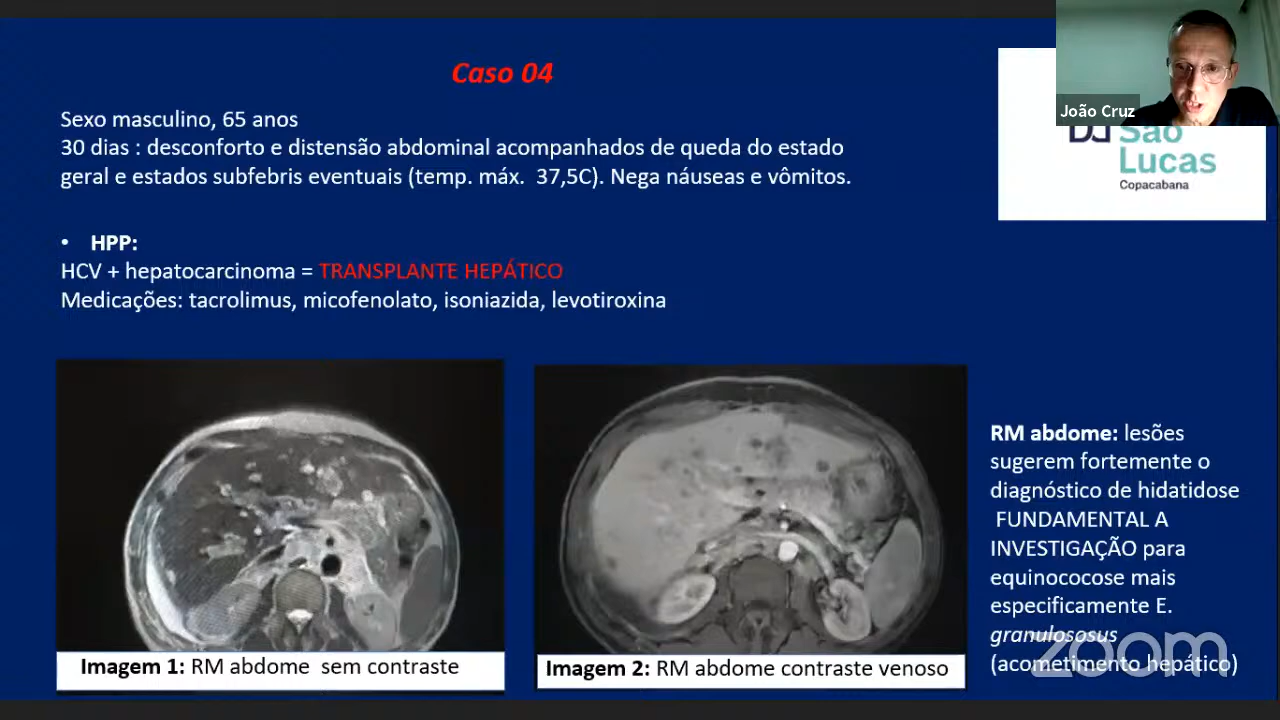 Caso 04
João Cruz
São
Lucas
Copacabana
Sexo masculino, 65 anos
30 dias : desconforto e distensão abdominal acompanhados de queda do estado
geral e estados subfebris eventuais (temp. máx. 37,5C). Nega náuseas e vômitos.
• HPP:
HCV + hepatocarcinoma = TRANSPLANTE HEPÁTICO
Medicações: tacrolimus, micofenolato, isoniazida, levotiroxina
RM abdome: lesões
sugerem fortemente o
diagnóstico de hidatidose
FUNDAMENTAL A
INVESTIGAÇÃO para
equinococose mais
especificamente E.
granulososus
(acometimento hepático)
zoom
Imagem 1: RM abdome sem contraste
Imagem 2: RM abdome contraste venoso